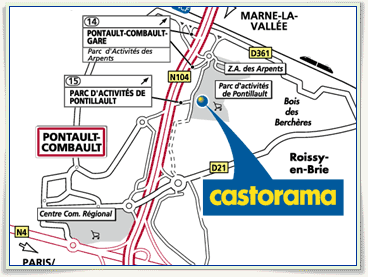 14
MARNE-LA-
VALLÉE
PONTAULT-COMBAULT-
GARE
Parc d'Activités des
Arpents
D361
N104
Z.A. des Arpents
15
PARC D'ACTIVITÉS DE
PONTILLAULT
Parc d'activités
de Pontillault
Bois
des
Berchères
PONTAULT-
COMBAULT
Roissy-
en-Brie
D21
castorama
Centre Com. Régional
N4
PARIS/